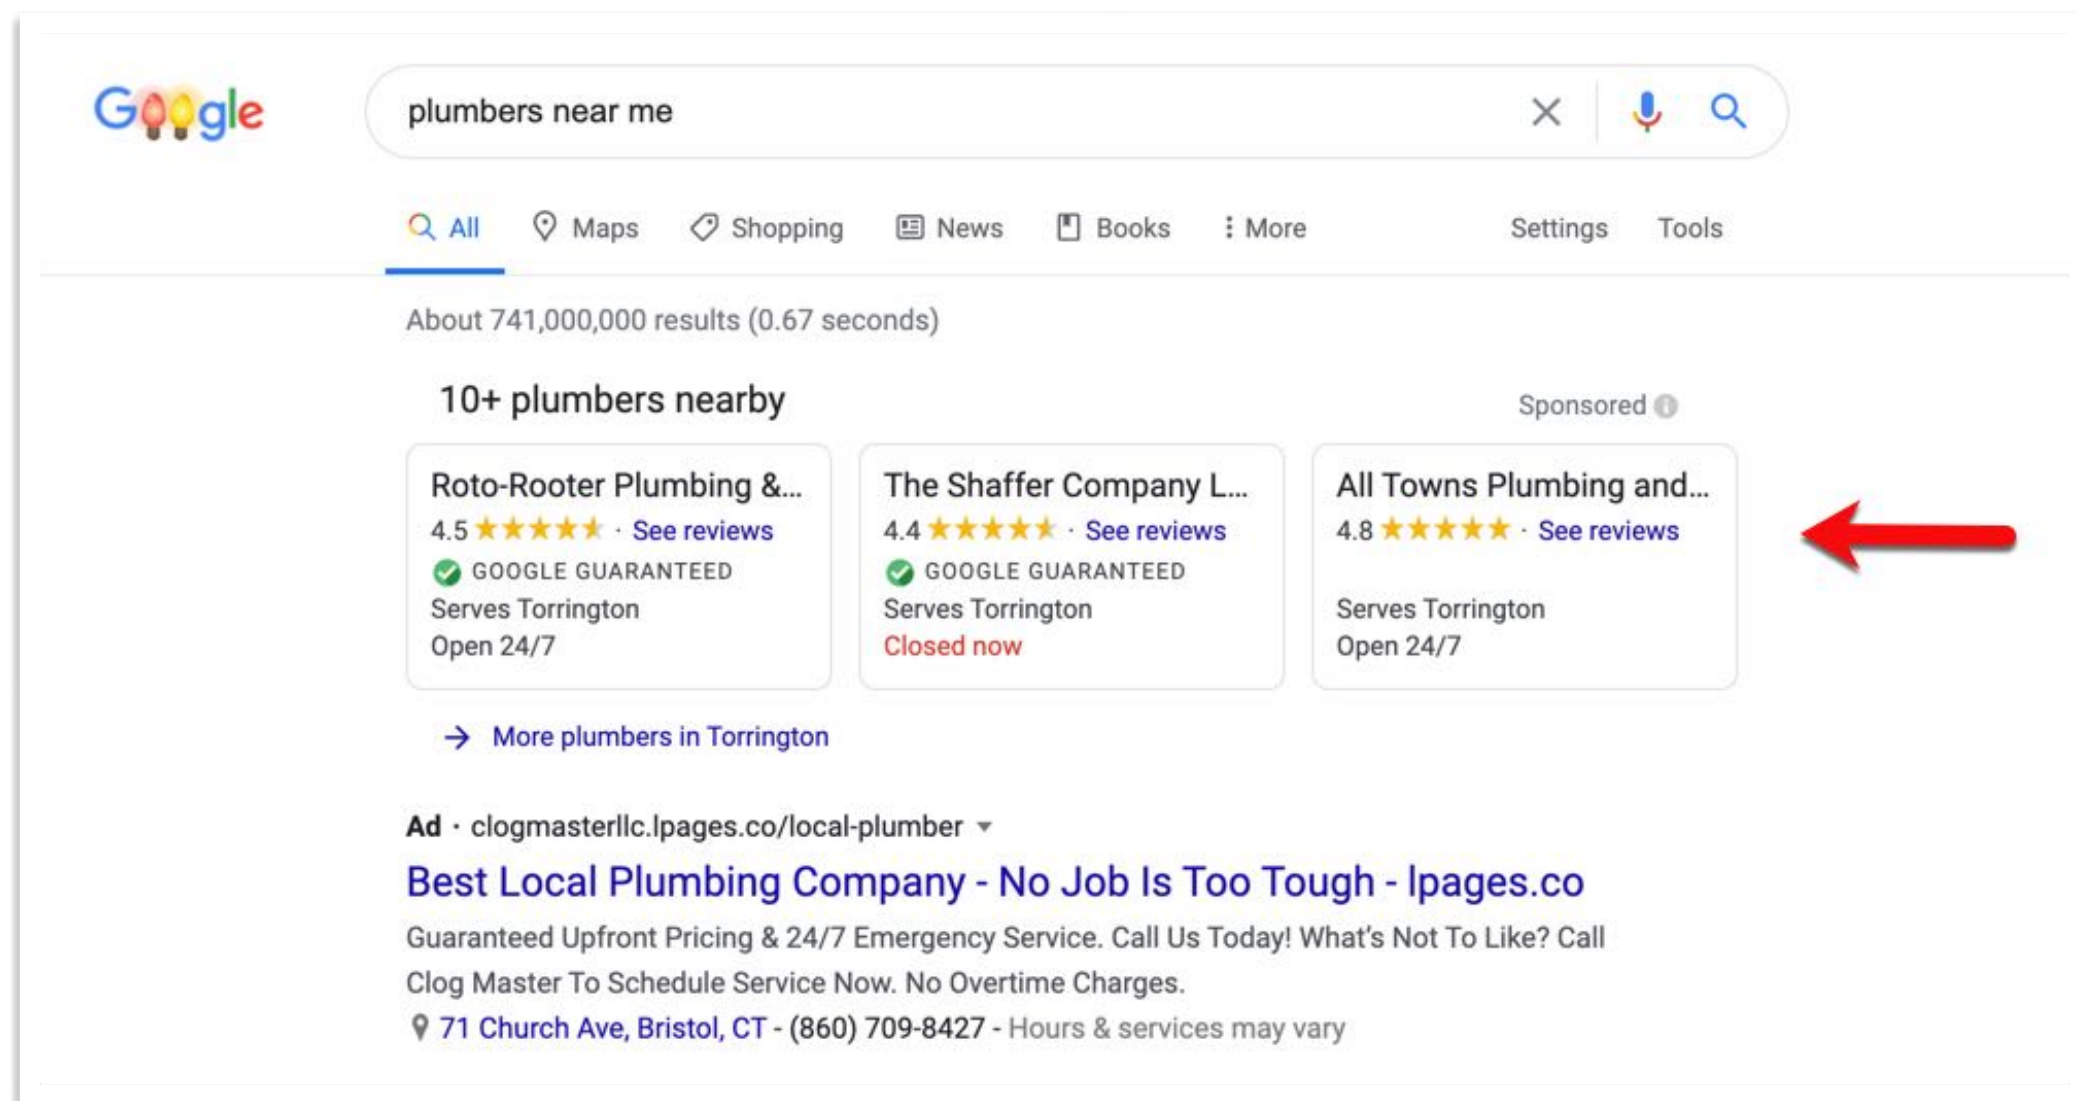 Google
plumbers near me
All Maps Shopping News Books More Settings Tools
About 741,000,000 results (0.67 seconds)
10+ plumbers nearby
Sponsored
Roto-Rooter Plumbing &...
4.5 · See reviews
GOOGLE GUARANTEED
Serves Torrington
Open 24/7
The Shaffer Company L...
4.4 · See reviews
GOOGLE GUARANTEED
Serves Torrington
Closed now
All Towns Plumbing and...
4.8 · See reviews
Serves Torrington
Open 24/7
More plumbers in Torrington
Ad · clogmasterllc.lpages.co/local-plumber
Best Local Plumbing Company - No Job Is Too Tough - lpages.co
Guaranteed Upfront Pricing & 24/7 Emergency Service. Call Us Today! What's Not To Like? Call
Clog Master To Schedule Service Now. No Overtime Charges.
71 Church Ave, Bristol, CT - (860) 709-8427 - Hours & services may vary